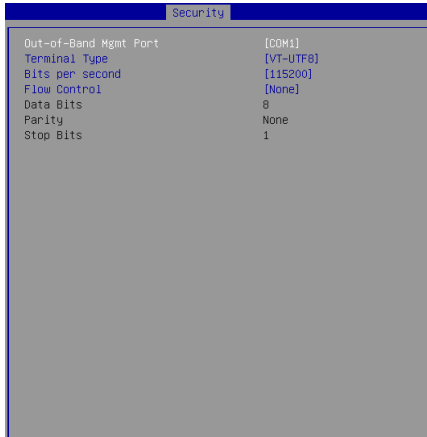 Security
Out-of-Band Mgmt Port [COM1]
Terminal Type [VT-UTF8]
Bits per second [115200]
Flow Control [None]
Data Bits 8
Parity None
Stop Bits 1